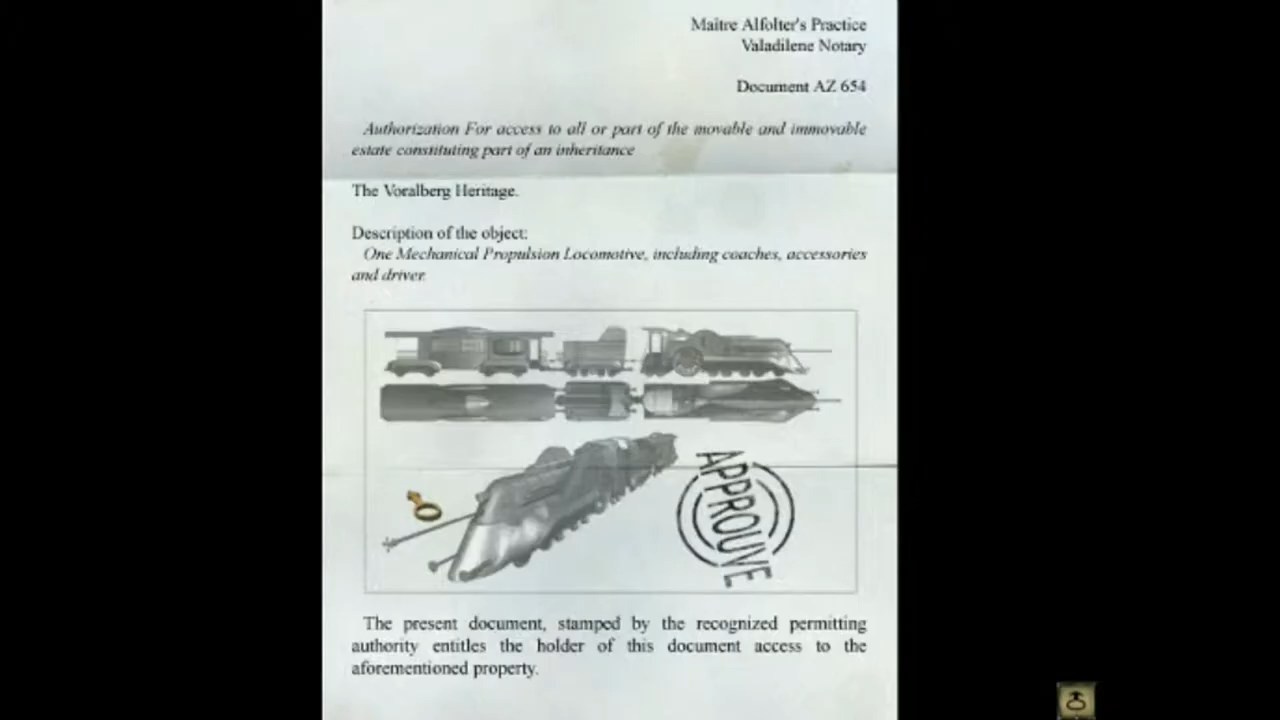 Maître Alfolter's Practice
Valadilene Notary
Document AZ 654
Authorization For access to all or part of the movable and immovable
estate constituting part of an inheritance
The Voralberg Heritage.
Description of the object:
One Mechanical Propulsion Locomotive, including coaches, accessories
and driver.
APPROUVE
The present document, stamped by the recognized permitting
authority entitles the holder of this document access to the
aforementioned property.